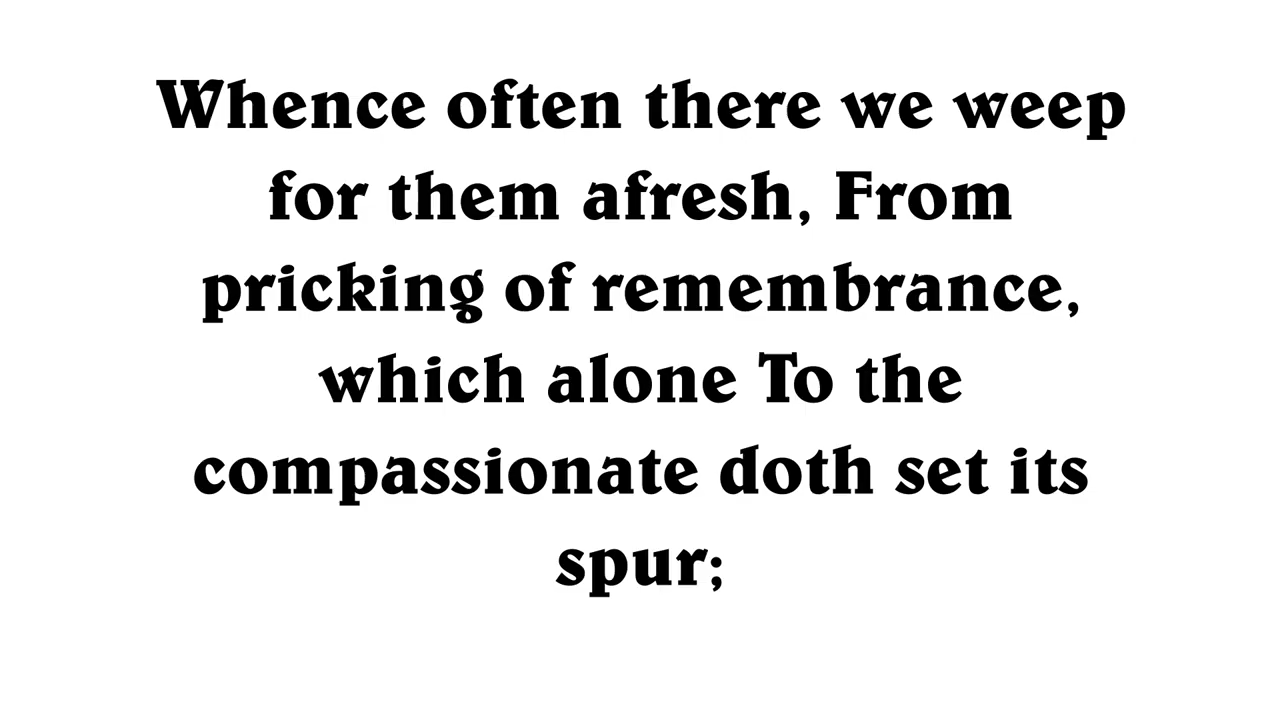 Whence often there we weep
for them afresh, From
pricking of remembrance,
which alone To the
compassionate doth set its
spur;